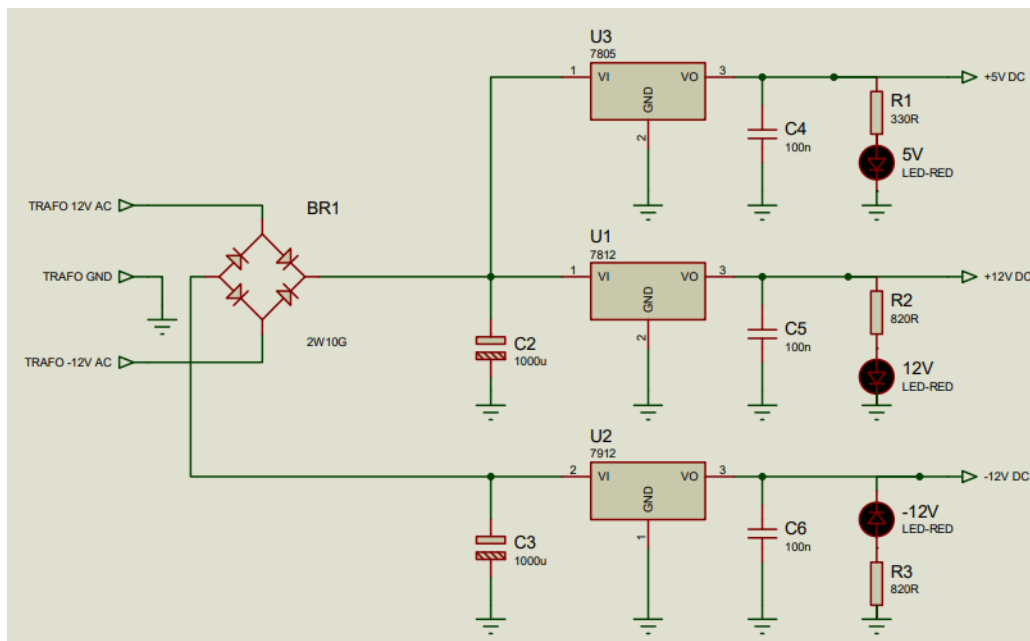 U3
7805
1
VI
VO
3
GND
2
+5V DC
R1
330R
C4
100n
5V
LED-RED
TRAFO 12V AC
BR1
TRAFO GND
2W10G
TRAFO -12V AC
U1
7812
1
VI
VO
3
GND
2
+12V DC
R2
820R
C2
1000u
C5
100n
12V
LED-RED
U2
7912
2
VI
VO
3
GND
1
-12V DC
-12V
LED-RED
C3
1000u
C6
100n
R3
820R